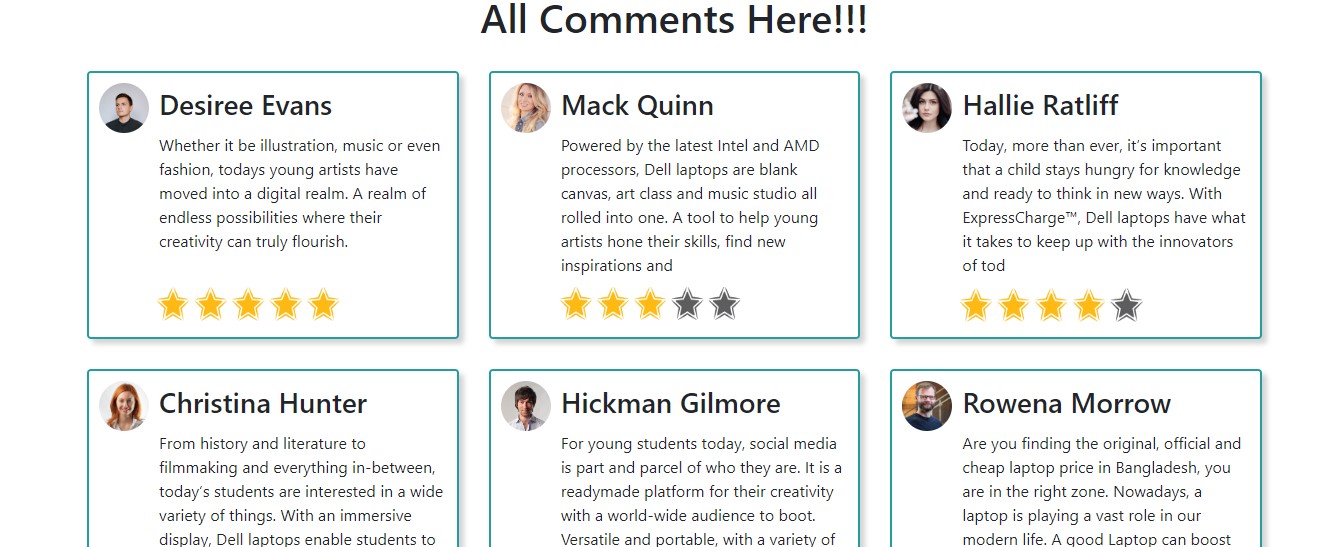 All Comments Here!!!
Desiree Evans
Whether it be illustration, music or even
fashion, todays young artists have
moved into a digital realm. A realm of
endless possibilities where their
creativity can truly flourish.
Mack Quinn
Powered by the latest Intel and AMD
processors, Dell laptops are blank
canvas, art class and music studio all
rolled into one. A tool to help young
artists hone their skills, find new
inspirations and
Hallie Ratliff
Today, more than ever, it’s important
that a child stays hungry for knowledge
and ready to think in new ways. With
ExpressCharge™, Dell laptops have what
it takes to keep up with the innovators
of tod
Christina Hunter
From history and literature to
filmmaking and everything in-between,
today’s students are interested in a wide
variety of things. With an immersive
display, Dell laptops enable students to
Hickman Gilmore
For young students today, social media
is part and parcel of who they are. It is a
readymade platform for their creativity
with a world-wide audience to boot.
Versatile and portable, with a variety of
Rowena Morrow
Are you finding the original, official and
cheap laptop price in Bangladesh, you
are in the right zone. Nowadays, a
laptop is playing a vast role in our
modern life. A good Laptop can boost